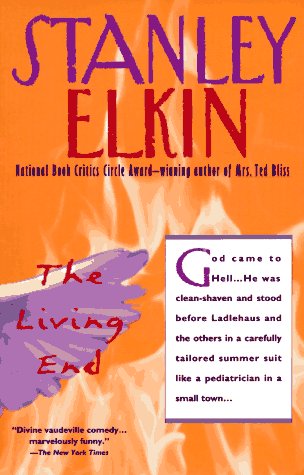 STANLEY
ELKIN
National Book Critics Circle Award–winning author of Mrs. Ted Bliss
The
Living
End
God came to
Hell...He was
clean-shaven and stood
before Ladlehaus and
the others in a carefully
tailored summer suit
like a pediatrician in a
small town...
"Divine vaudeville comedy...
marvelously funny."
—The New York Times